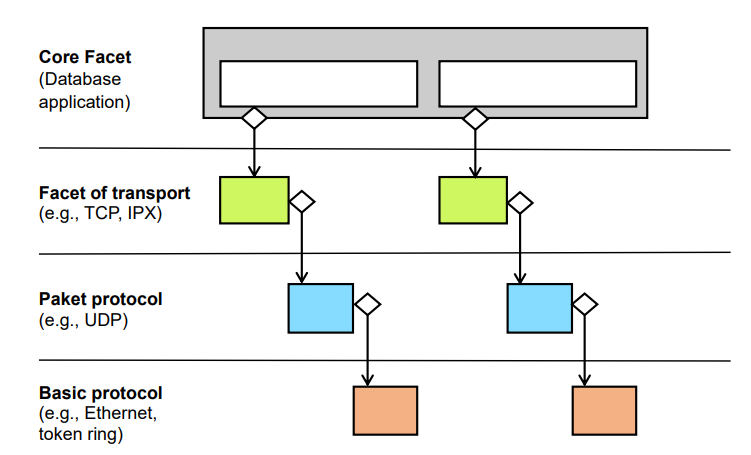 Core Facet
(Database
application)
Facet of transport
(e.g., TCP, IPX)
Paket protocol
(e.g., UDP)
Basic protocol
(e.g., Ethernet,
token ring)